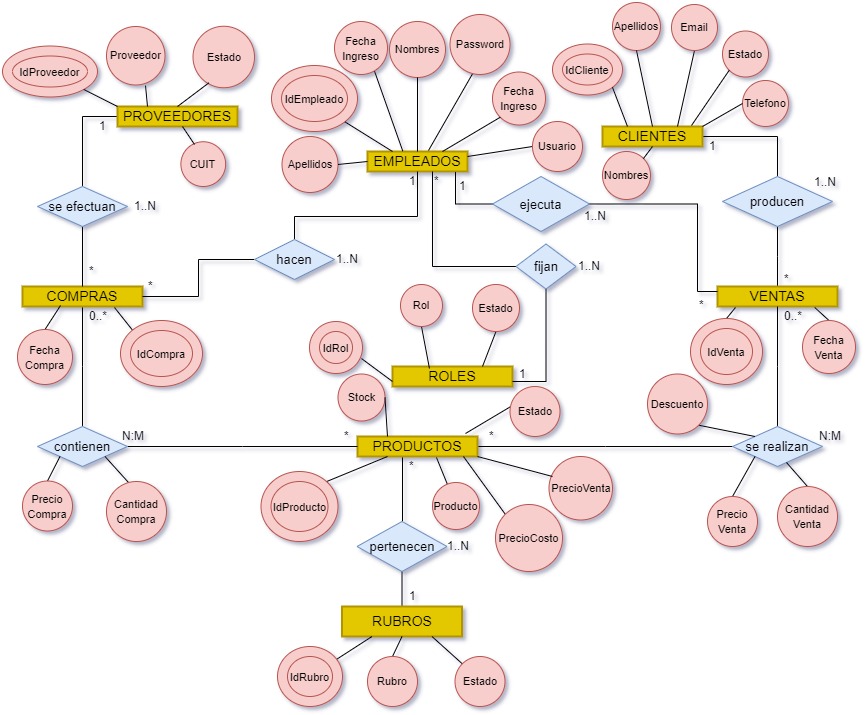 Proveedor
Estado
IdProveedor
PROVEEDORES
1
CUIT
Fecha
Ingreso
Nombres
Password
IdEmpleado
Fecha
Ingreso
Apellidos
Usuario
EMPLEADOS
1
*
1
Apellidos
Email
IdCliente
Estado
Telefono
CLIENTES
1
Nombres
se efectuan
1..N
ejecuta
1..N
producen
1..N
hacen
1..N
fijan
1..N
*
*
COMPRAS
0..*
Fecha
Compra
IdCompra
*
*
VENTAS
0..*
IdVenta
Fecha
Venta
Rol
Estado
IdRol
ROLES
1
Stock
Estado
Descuento
contienen
N:M
*
PRODUCTOS
*
*
se realizan
N:M
Precio
Compra
Cantidad
Compra
IdProducto
Producto
PrecioVenta
PrecioCosto
Precio
Venta
Cantidad
Venta
pertenecen
1..N
1
RUBROS
IdRubro
Rubro
Estado